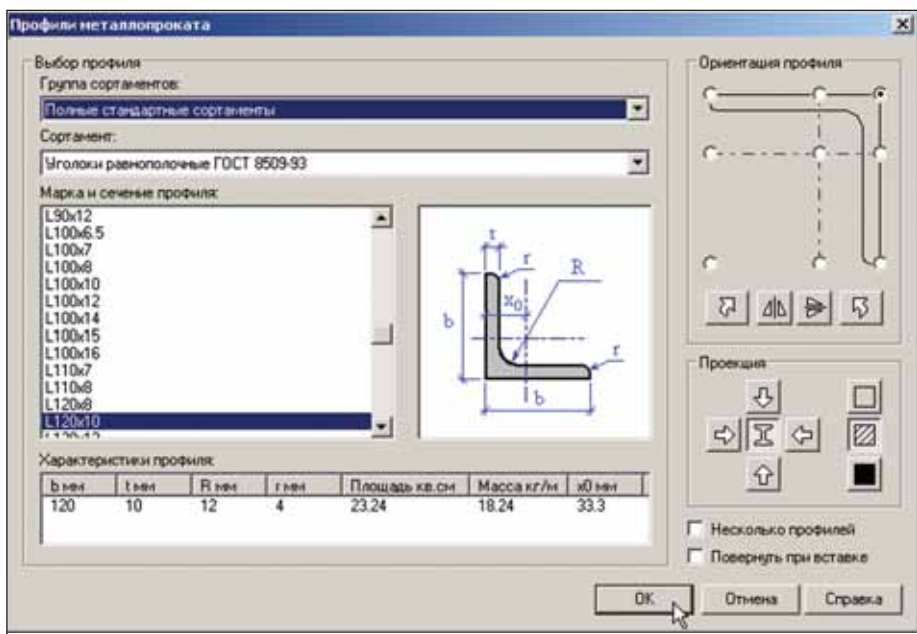 Профили металлопроката
Выбор профиля
Группа сортаментов:
Полные стандартные сортаменты
Сортамент:
Уголоки равнополочные ГОСТ 8509-93
Марка и сечение профиля:
L90x12
L100x6.5
L100x7
L100x8
L100x10
L100x12
L100x14
L100x15
L100x16
L110x7
L110x8
L120x8
L120x10
L120x12
t
r
R
x0
b
r
b
Характеристики профиля:
b мм t мм R мм r мм Площадь кв.см Масса кг/м x0 мм
120 10 12 4 23.24 18.24 33.3
Ориентация профиля
Проекция
Несколько профилей
Повернуть при вставке
OK Отмена Справка